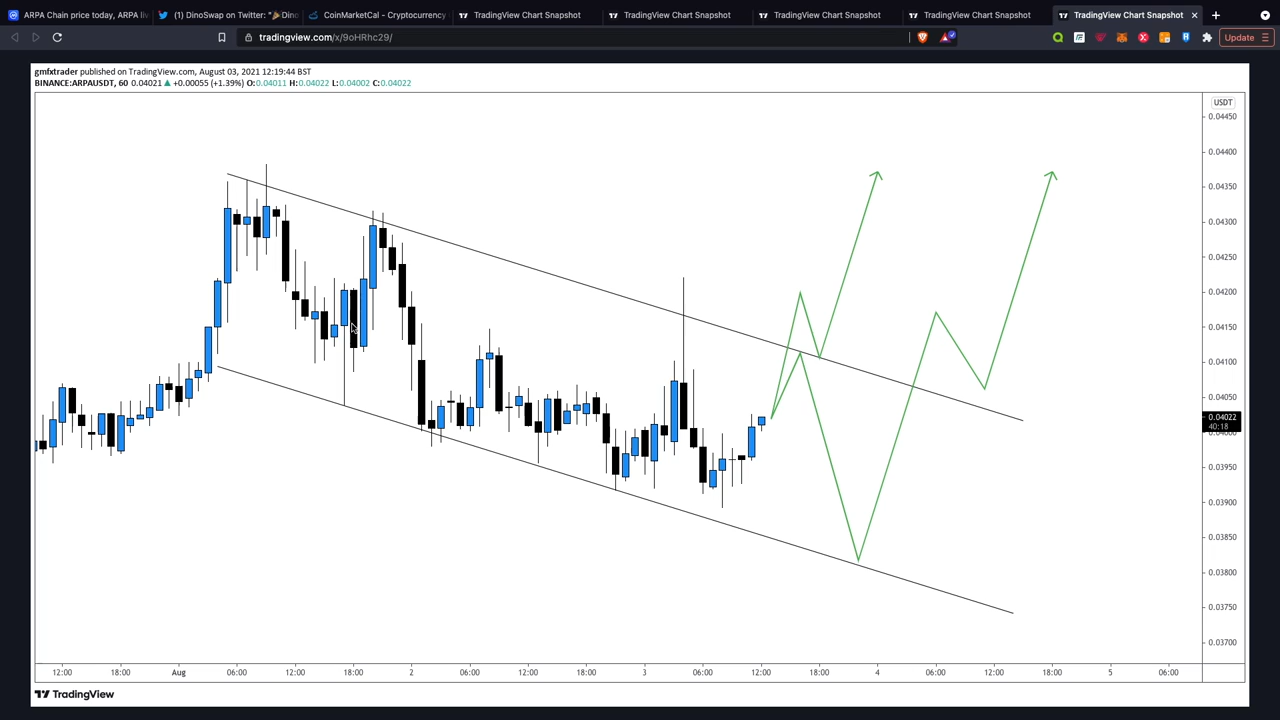 ARPA Chain price today, ARPA li
(1) DinoSwap on Twitter: "🎉Din
CoinMarketCal - Cryptocurrency
TradingView Chart Snapshot
TradingView Chart Snapshot
TradingView Chart Snapshot
TradingView Chart Snapshot
TradingView Chart Snapshot
tradingview.com/x/9oHRhc29/
Update
gmfxtrader published on TradingView.com, August 03, 2021 12:19:44 BST
BINANCE:ARPAUSDT, 60 0.04021 ▲ +0.00055 (+1.39%) O:0.04011 H:0.04022 L:0.04002 C:0.04022
USDT
0.04450
0.04400
0.04350
0.04300
0.04250
0.04200
0.04150
0.04100
0.04050
0.04022
40:18
0.04000
0.03950
0.03900
0.03850
0.03800
0.03750
0.03700
12:00 18:00 Aug 06:00 12:00 18:00 2 06:00 12:00 18:00 3 06:00 12:00 18:00 4 06:00 12:00 18:00 5 06:00
TradingView